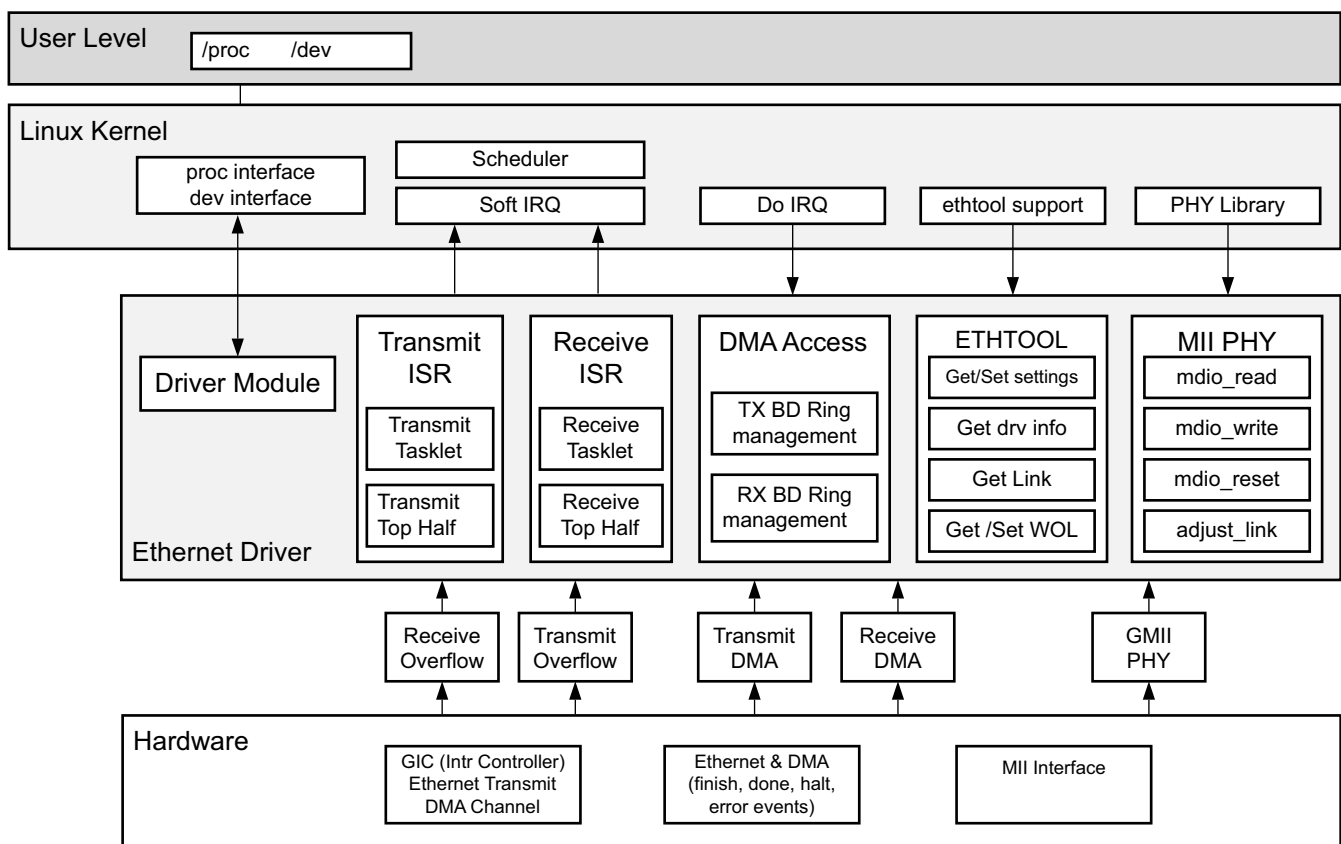 User Level
/proc /dev
Linux Kernel
proc interface
dev interface
Scheduler
Soft IRQ
Do IRQ
ethtool support
PHY Library
Ethernet Driver
Driver Module
Transmit
ISR
Transmit
Tasklet
Transmit
Top Half
Receive
ISR
Receive
Tasklet
Receive
Top Half
DMA Access
TX BD Ring
management
RX BD Ring
management
ETHTOOL
Get/Set settings
Get drv info
Get Link
Get /Set WOL
MII PHY
mdio_read
mdio_write
mdio_reset
adjust_link
Receive
Overflow
Transmit
Overflow
Transmit
DMA
Receive
DMA
GMII
PHY
Hardware
GIC (Intr Controller)
Ethernet Transmit
DMA Channel
Ethernet & DMA
(finish, done, halt,
error events)
MII Interface